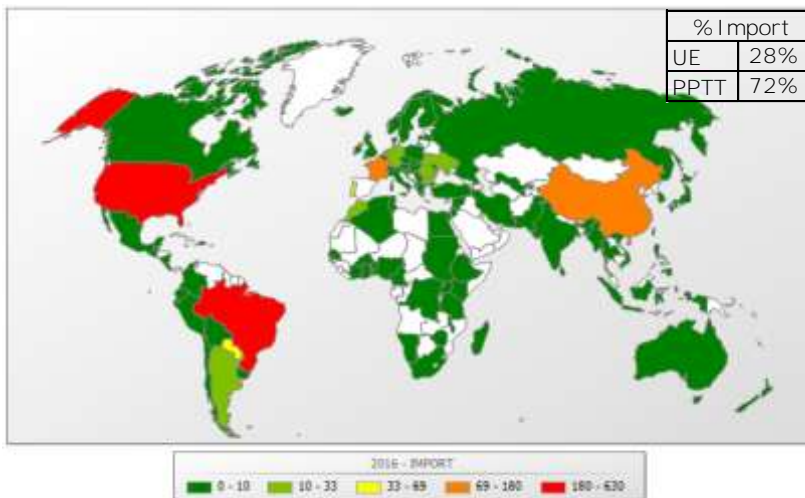 % Import
UE 28%
PPTT 72%
2016 - IMPORT
0 - 10 10 - 33 33 - 69 69 - 180 180 - 630